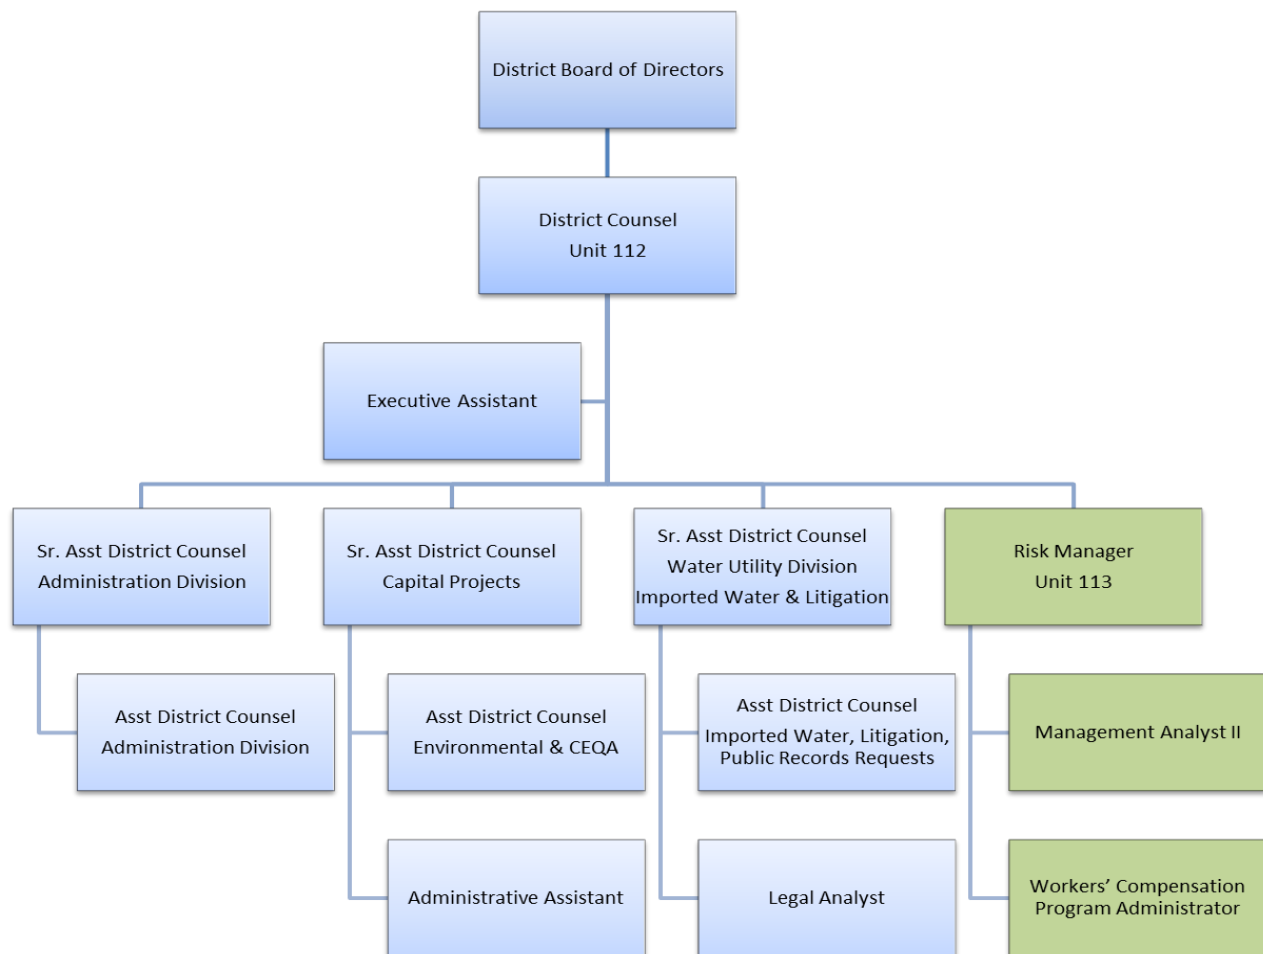 District Board of Directors
District Counsel
Unit 112
Executive Assistant
Sr. Asst District Counsel
Administration Division
Sr. Asst District Counsel
Capital Projects
Sr. Asst District Counsel
Water Utility Division
Imported Water & Litigation
Risk Manager
Unit 113
Asst District Counsel
Administration Division
Asst District Counsel
Environmental & CEQA
Asst District Counsel
Imported Water, Litigation,
Public Records Requests
Management Analyst II
Administrative Assistant
Legal Analyst
Workers’ Compensation
Program Administrator